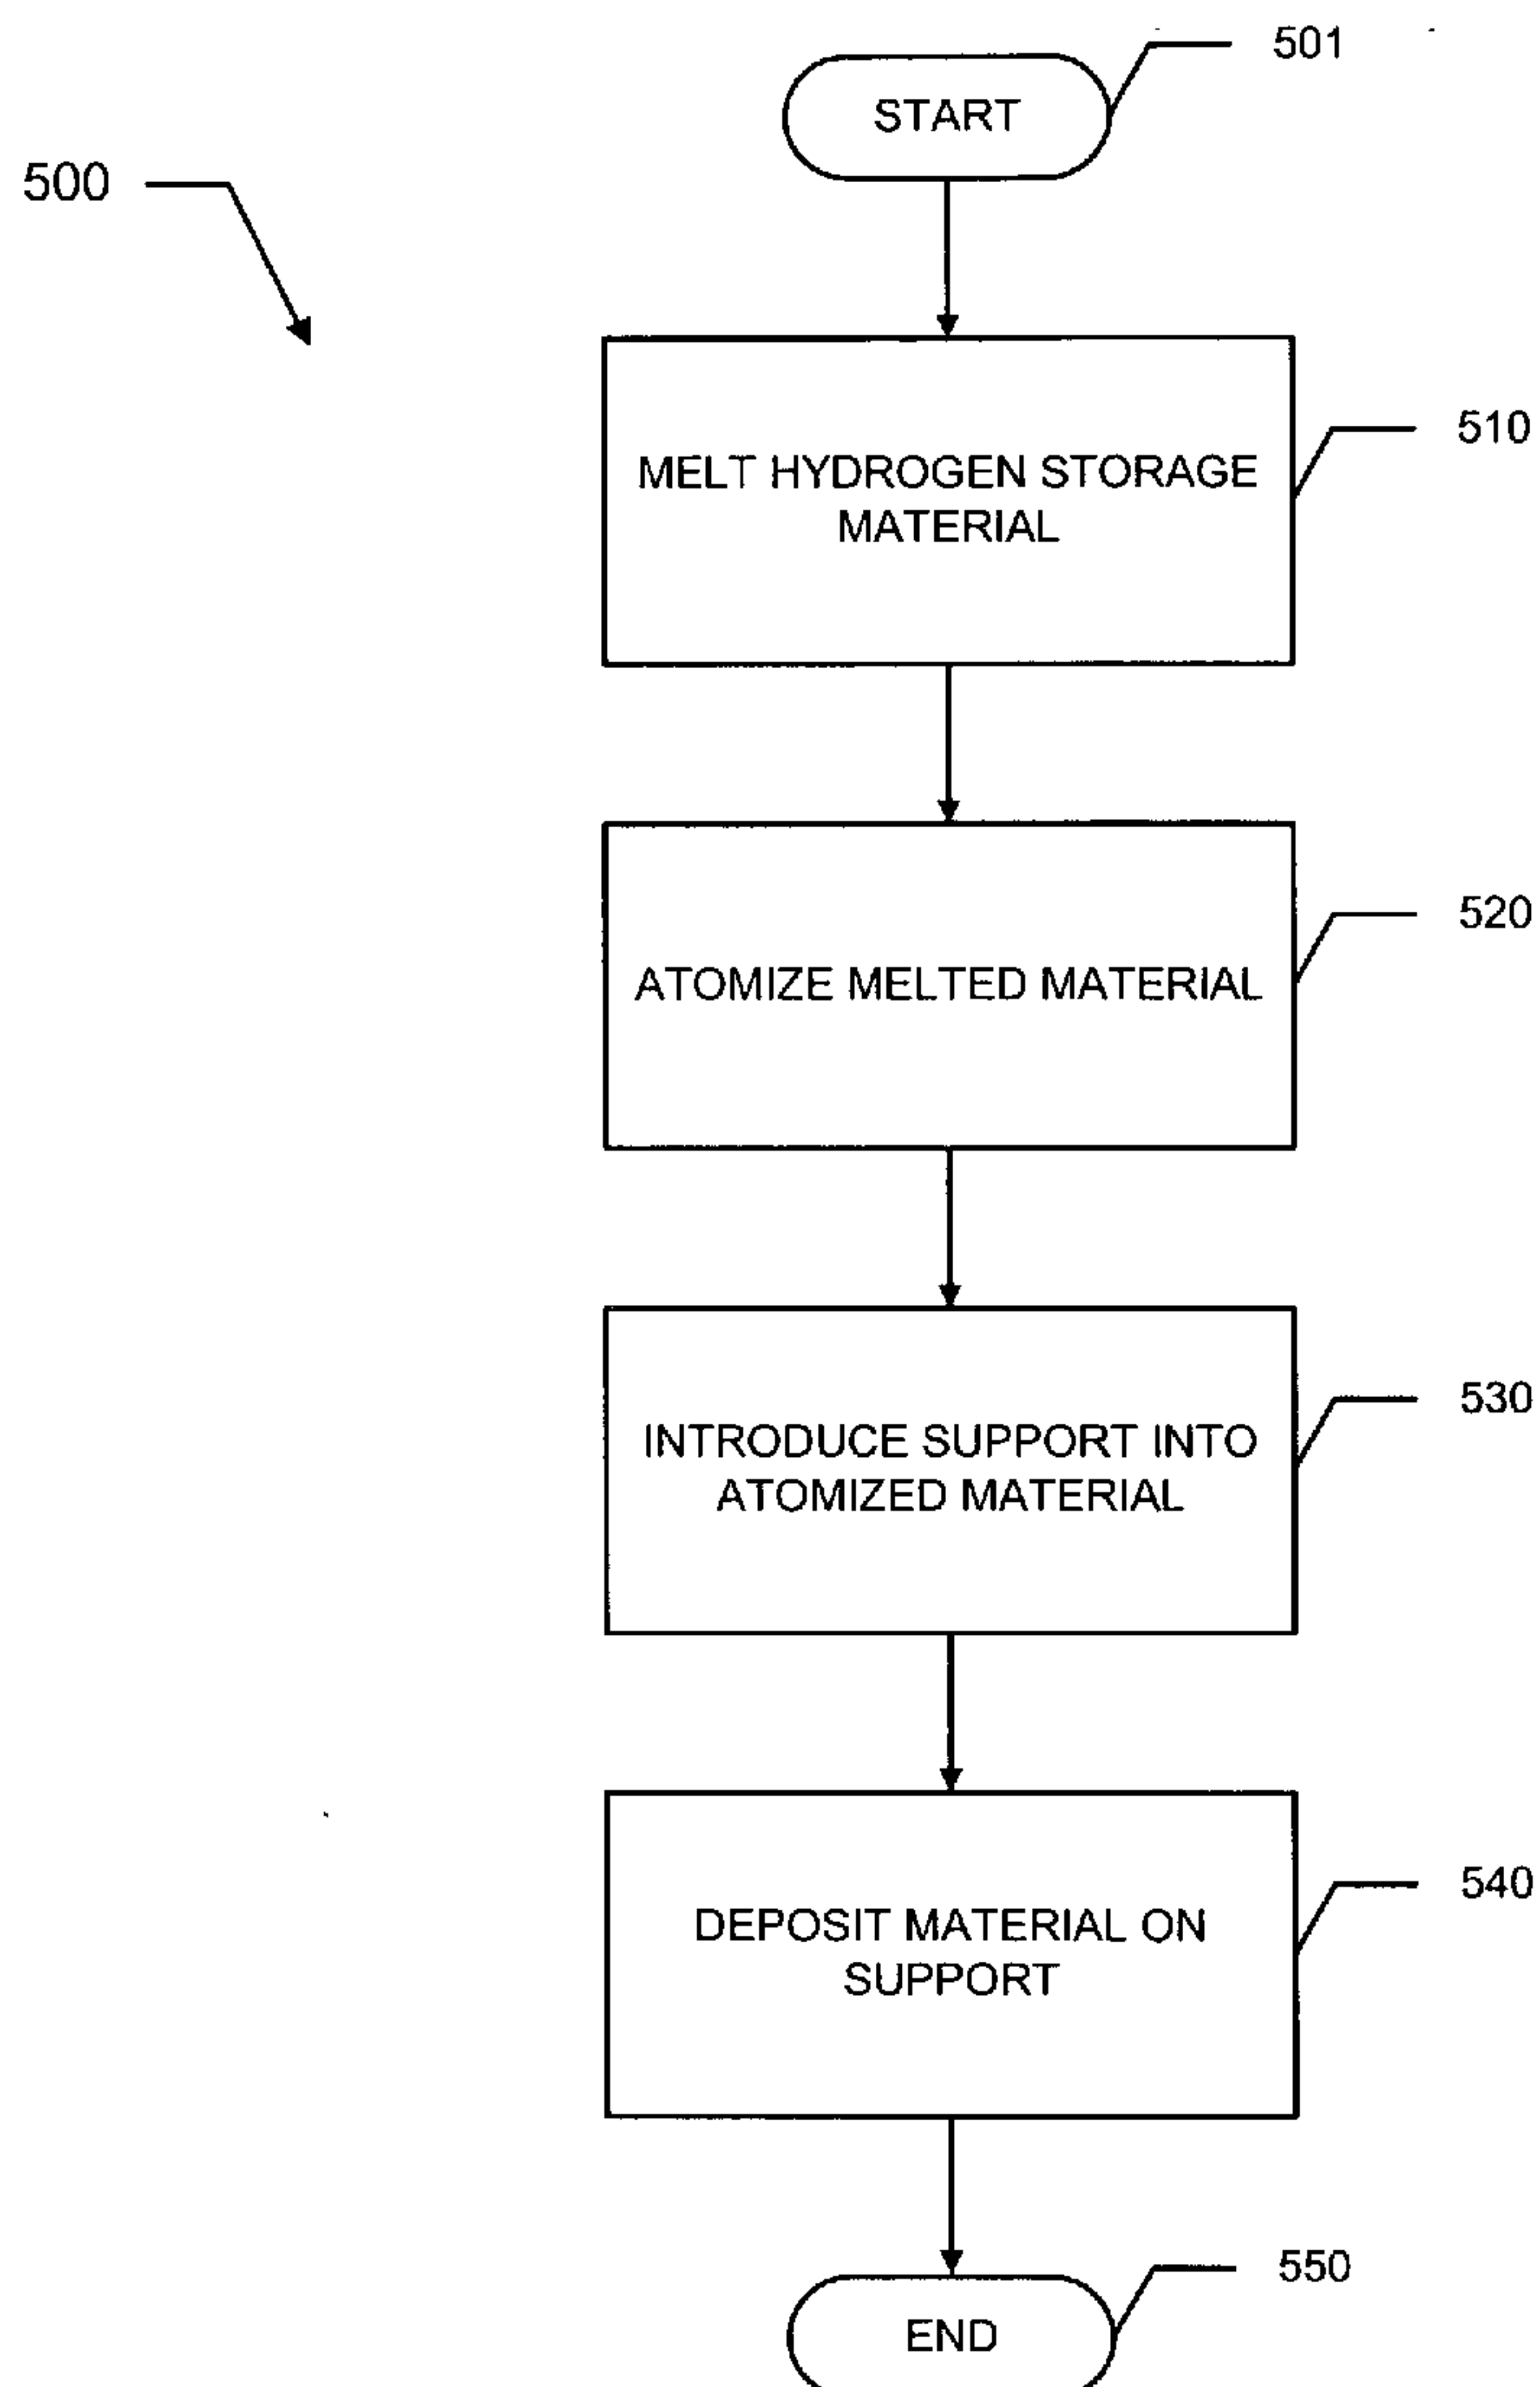 501
START
500
MELT HYDROGEN STORAGE
MATERIAL
510
ATOMIZE MELTED MATERIAL
520
INTRODUCE SUPPORT INTO
ATOMIZED MATERIAL
530
DEPOSIT MATERIAL ON
SUPPORT
540
END
550